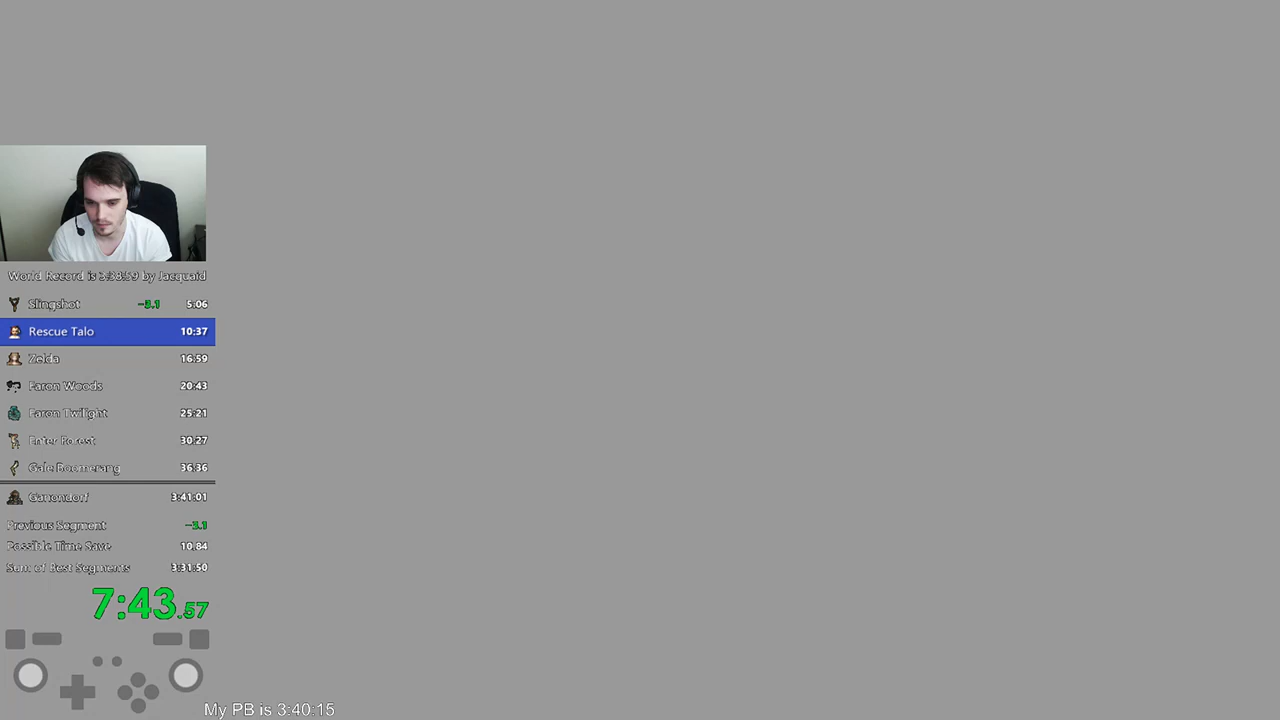 World Record is 3:38:59 by Jacquaid
Slingshot -3.1 5:06
Rescue Talo 10:37
Zelda 16:59
Faron Woods 20:43
Faron Twilight 25:21
Enter Forest 30:27
Gale Boomerang 36:36
Ganondorf 3:41:01
Previous Segment -3.1
Possible Time Save 10.84
Sum of Best Segments 3:31:50
7:43.57
My PB is 3:40:15